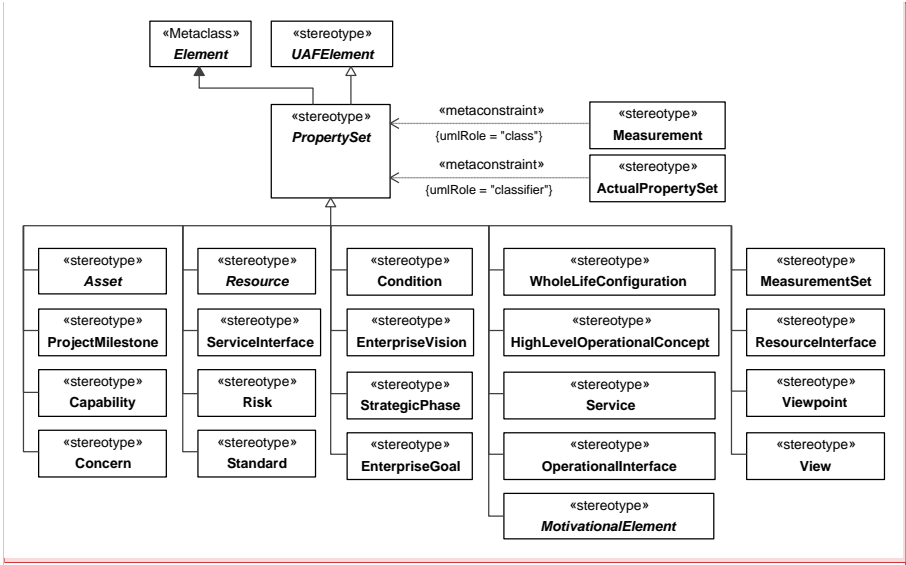 «Metaclass»
Element
«stereotype»
UAFElement
«stereotype»
PropertySet
«metaconstraint»
{umlRole = "class"}
«stereotype»
Measurement
«metaconstraint»
{umlRole = "classifier"}
«stereotype»
ActualPropertySet
«stereotype»
Asset
«stereotype»
Resource
«stereotype»
Condition
«stereotype»
WholeLifeConfiguration
«stereotype»
MeasurementSet
«stereotype»
ProjectMilestone
«stereotype»
ServiceInterface
«stereotype»
EnterpriseVision
«stereotype»
HighLevelOperationalConcept
«stereotype»
ResourceInterface
«stereotype»
Capability
«stereotype»
Risk
«stereotype»
StrategicPhase
«stereotype»
Service
«stereotype»
Viewpoint
«stereotype»
Concern
«stereotype»
Standard
«stereotype»
EnterpriseGoal
«stereotype»
OperationalInterface
«stereotype»
View
«stereotype»
MotivationalElement